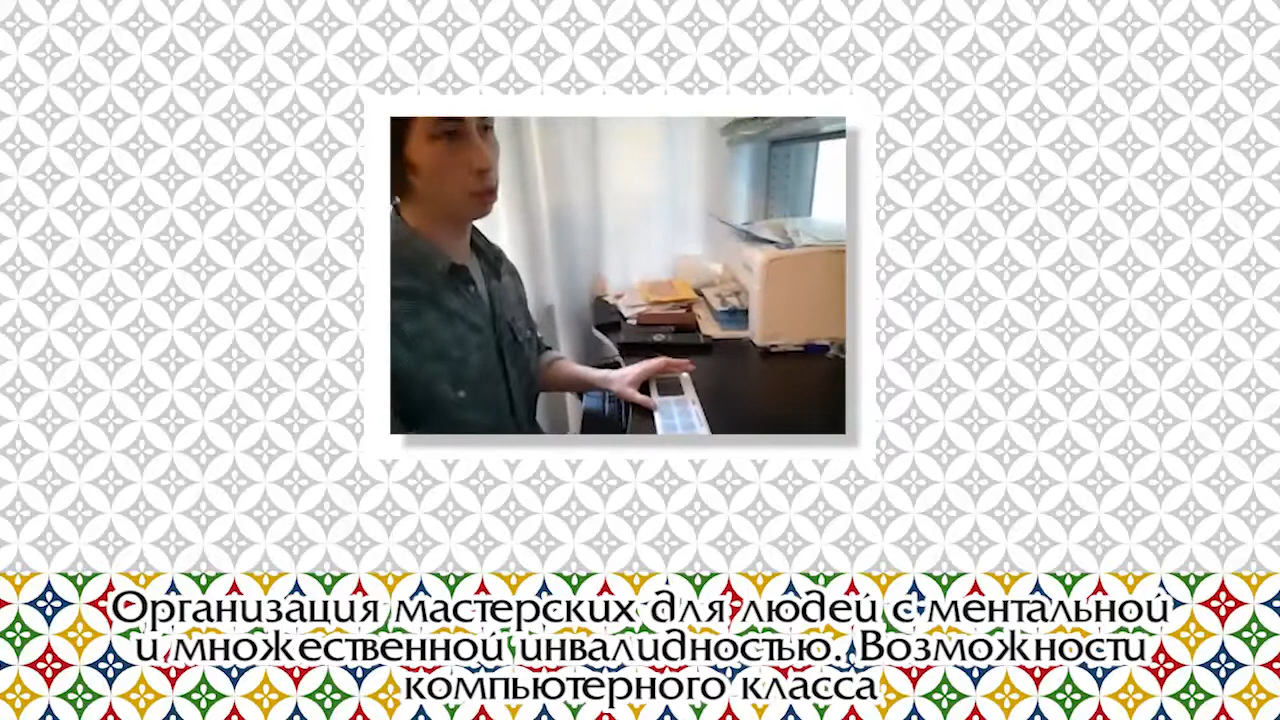 Организация мастерских для людей с ментальной
и множественной инвалидностью. Возможности
компьютерного класса